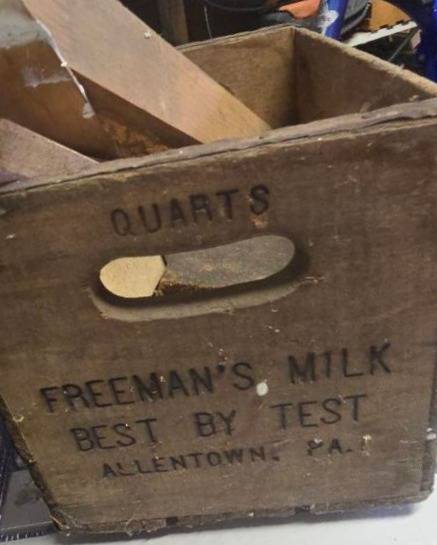 QUARTS
FREEMAN'S MILK
BEST BY TEST
ALLENTOWN, PA.